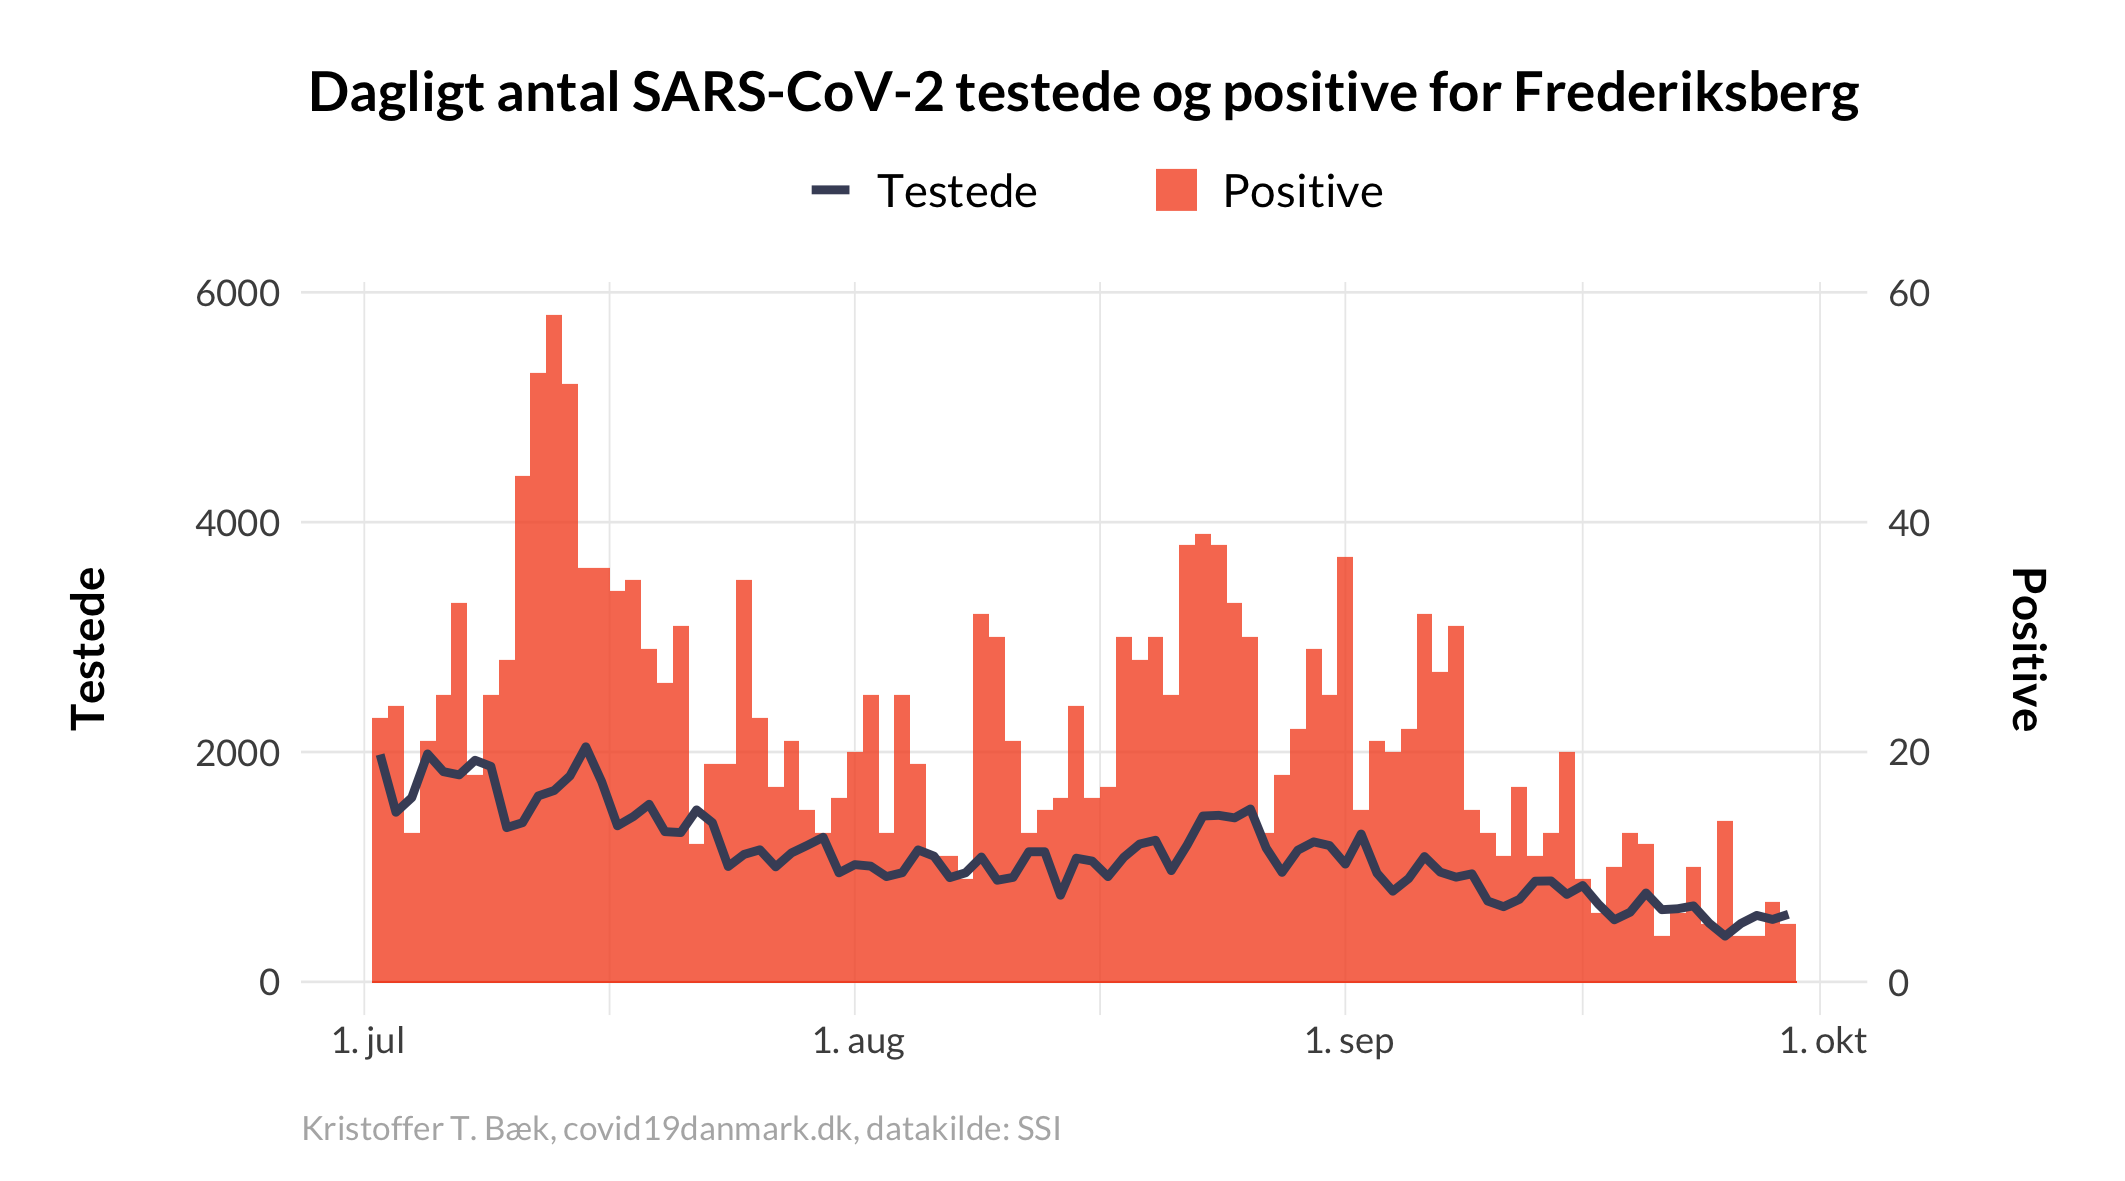 Dagligt antal SARS-CoV-2 testede og positive for Frederiksberg
Testede Positive
6000 60
4000 40
Testede
Positive
2000 20
0 0
1. jul 1. aug 1. sep 1. okt
Kristoffer T. Bæk, covid19danmark.dk, datakilde: SSI